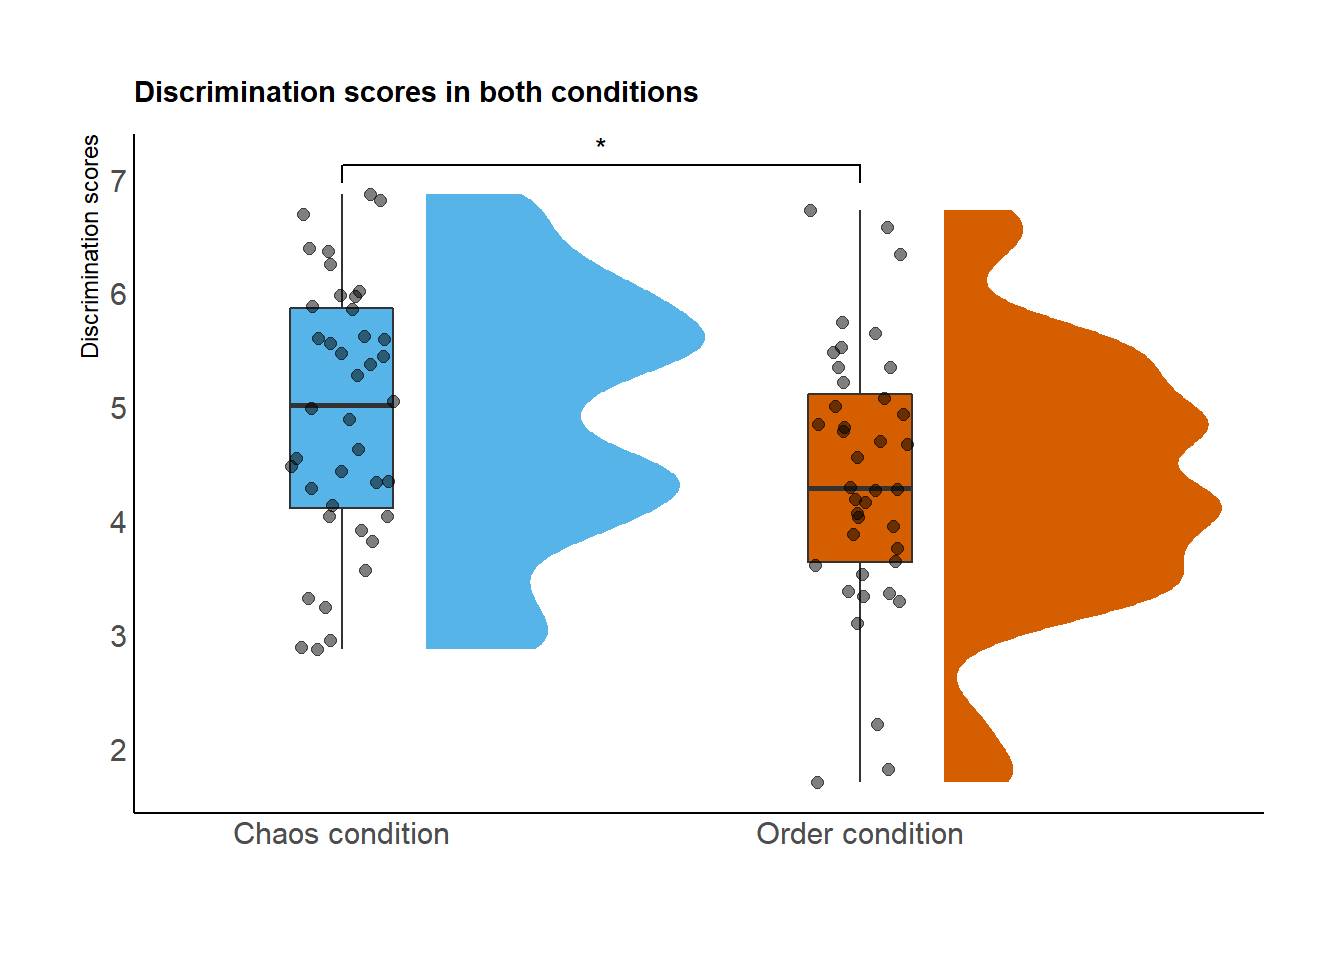 Discrimination scores in both conditions
*
Discrimination scores
7
6
5
4
3
2
Chaos condition
Order condition